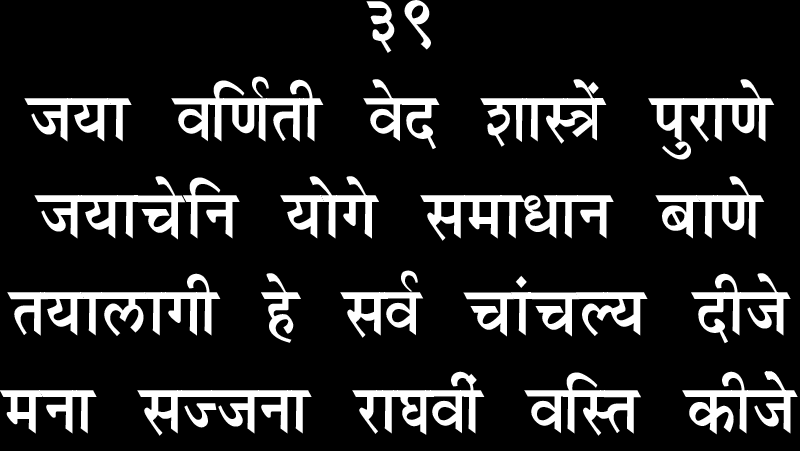 ३९
जया वर्णिती वेद शास्त्रें पुराणे
जयाचेनि योगे समाधान बाणे
तयालागी हे सर्व चांचल्य दीजे
मना सज्जना राघवीं वस्ति कीजे